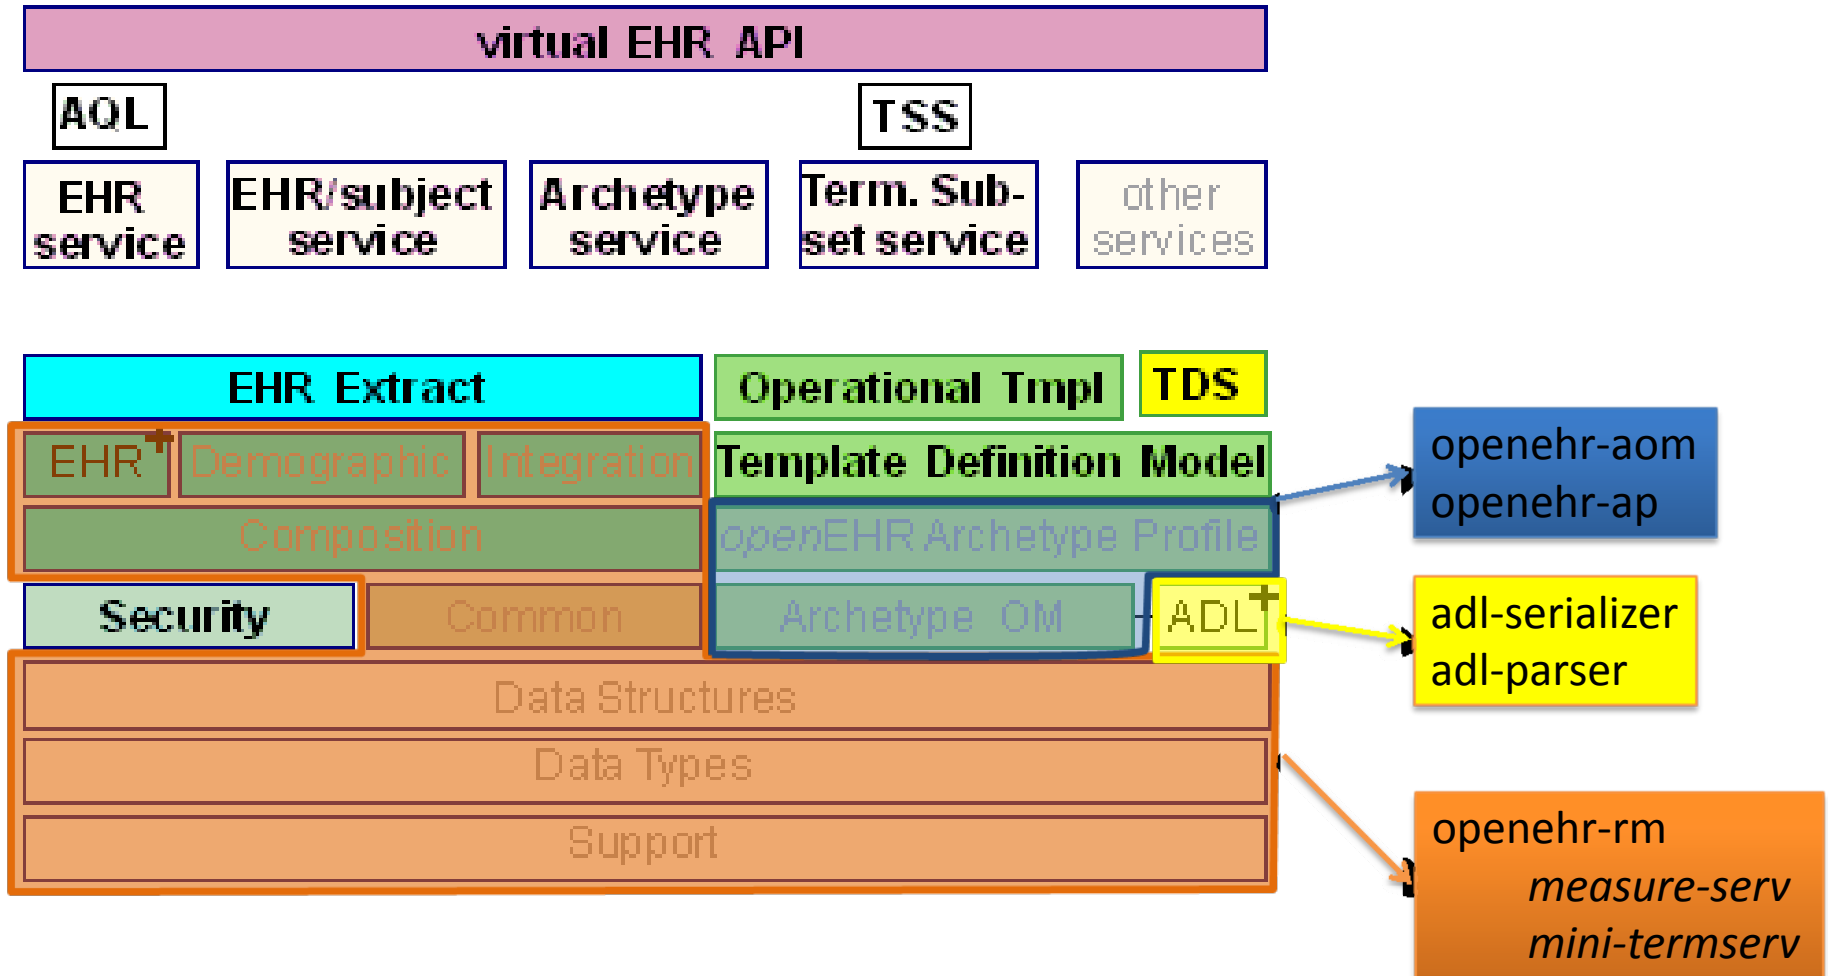 virtual EHR API
AQL
TSS
EHR
service
EHR/subject
service
Archetype
service
Term. Sub-
set service
other
services
EHR Extract
Operational Tmpl
TDS
EHR+
Demographic
Integration
Template Definition Model
Composition
openEHR Archetype Profile
Security
Common
Archetype OM
ADL+
Data Structures
Data Types
Support
openehr-aom
openehr-ap
adl-serializer
adl-parser
openehr-rm
measure-serv
mini-termserv